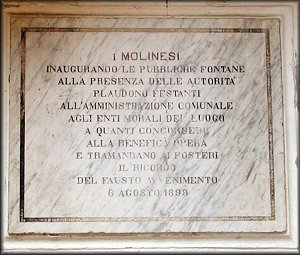 I MOLINESI
INAUGURANDO LE PUBBLICHE FONTANE
ALLA PRESENZA DELLE AUTORITA'
PLAUDONO FESTANTI
ALL'AMMINISTRAZIONE COMUNALE
AGLI ENTI MORALI DEL LUOGO
A QUANTI CONCORSERO
ALLA BENEFICA OPERA
E TRAMANDANO AI POSTERI
IL RICORDO
DEL FAUSTO AVVENIMENTO
6 AGOSTO 1899